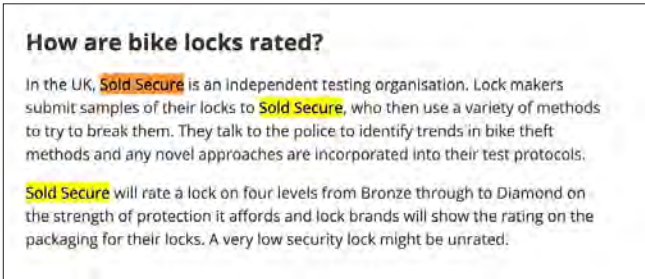 How are bike locks rated?
In the UK, Sold Secure is an independent testing organisation. Lock makers
submit samples of their locks to Sold Secure, who then use a variety of methods
to try to break them. They talk to the police to identify trends in bike theft
methods and any novel approaches are incorporated into their test protocols.
Sold Secure will rate a lock on four levels from Bronze through to Diamond on
the strength of protection it affords and lock brands will show the rating on the
packaging for their locks. A very low security lock might be unrated.